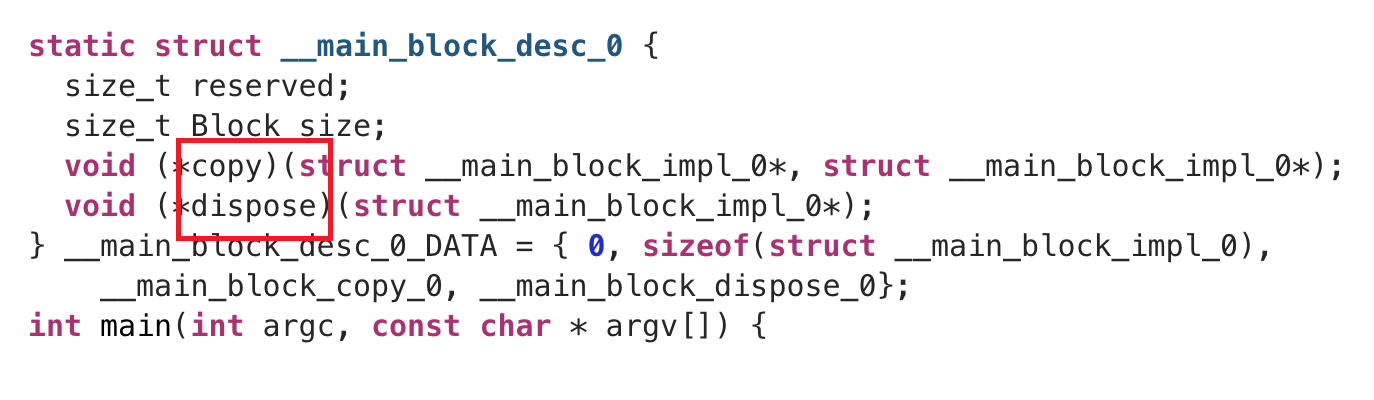 static struct __main_block_desc_0 {
  size_t reserved;
  size_t Block_size;
  void (*copy)(struct __main_block_impl_0*, struct __main_block_impl_0*);
  void (*dispose)(struct __main_block_impl_0*);
} __main_block_desc_0_DATA = { 0, sizeof(struct __main_block_impl_0),
    __main_block_copy_0, __main_block_dispose_0};
int main(int argc, const char * argv[]) {